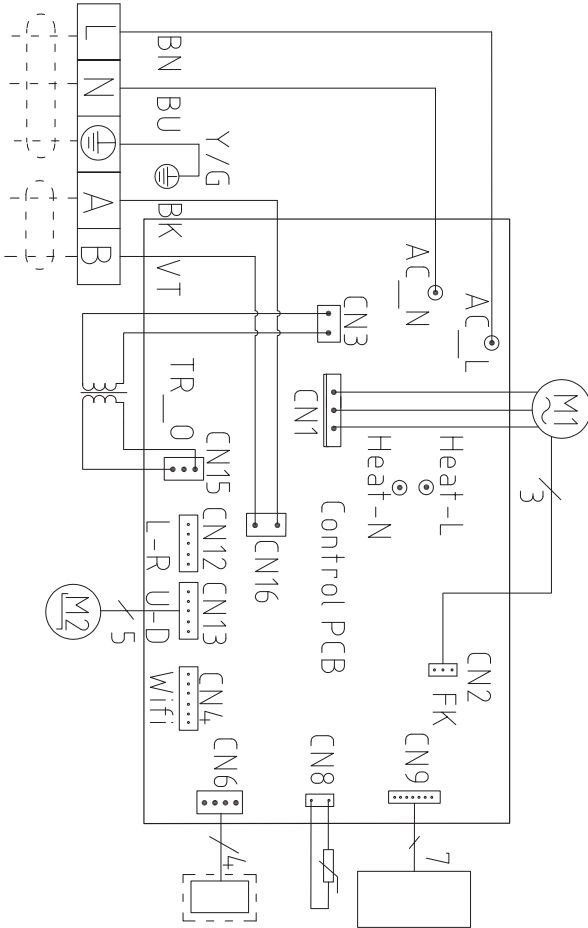 L
N
A
B
BN
BU
Y/G
BK
VT
AC_N
AC_L
CN3
TR_O
CN15
CN1
M1
3
Heat-L
Heat-N
CN16
CN12
L-R
CN13
U-D
M2
5
CN4
Wifi
Control PCB
CN2
FK
CN6
CN8
CN9
4
7